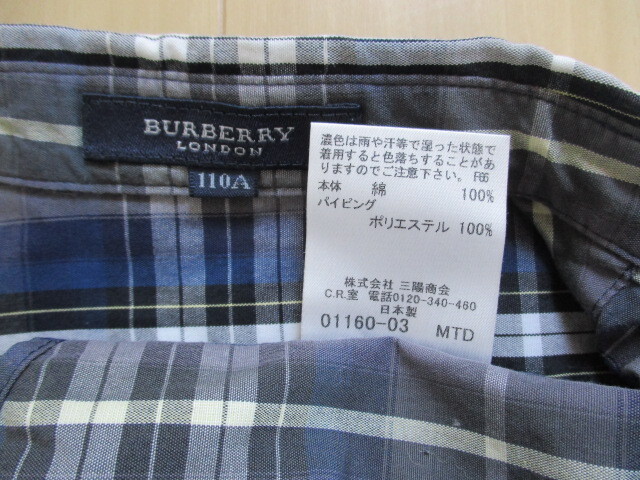 BURBERRY
LONDON
110A
濃色は雨や汗等で湿った状態で
着用すると色落ちすることがあ
りますのでご注意下さい。F66
本体 綿 100%
パイピング
ポリエステル 100%
株式会社 三陽商会
C.R.室 電話0120-340-460
日本製
01160-03 MTD